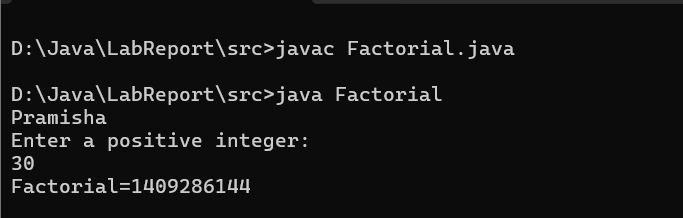 D:\Java\LabReport\src>javac Factorial.java
D:\Java\LabReport\src>java Factorial
Pramisha
Enter a positive integer:
30
Factorial=1409286144